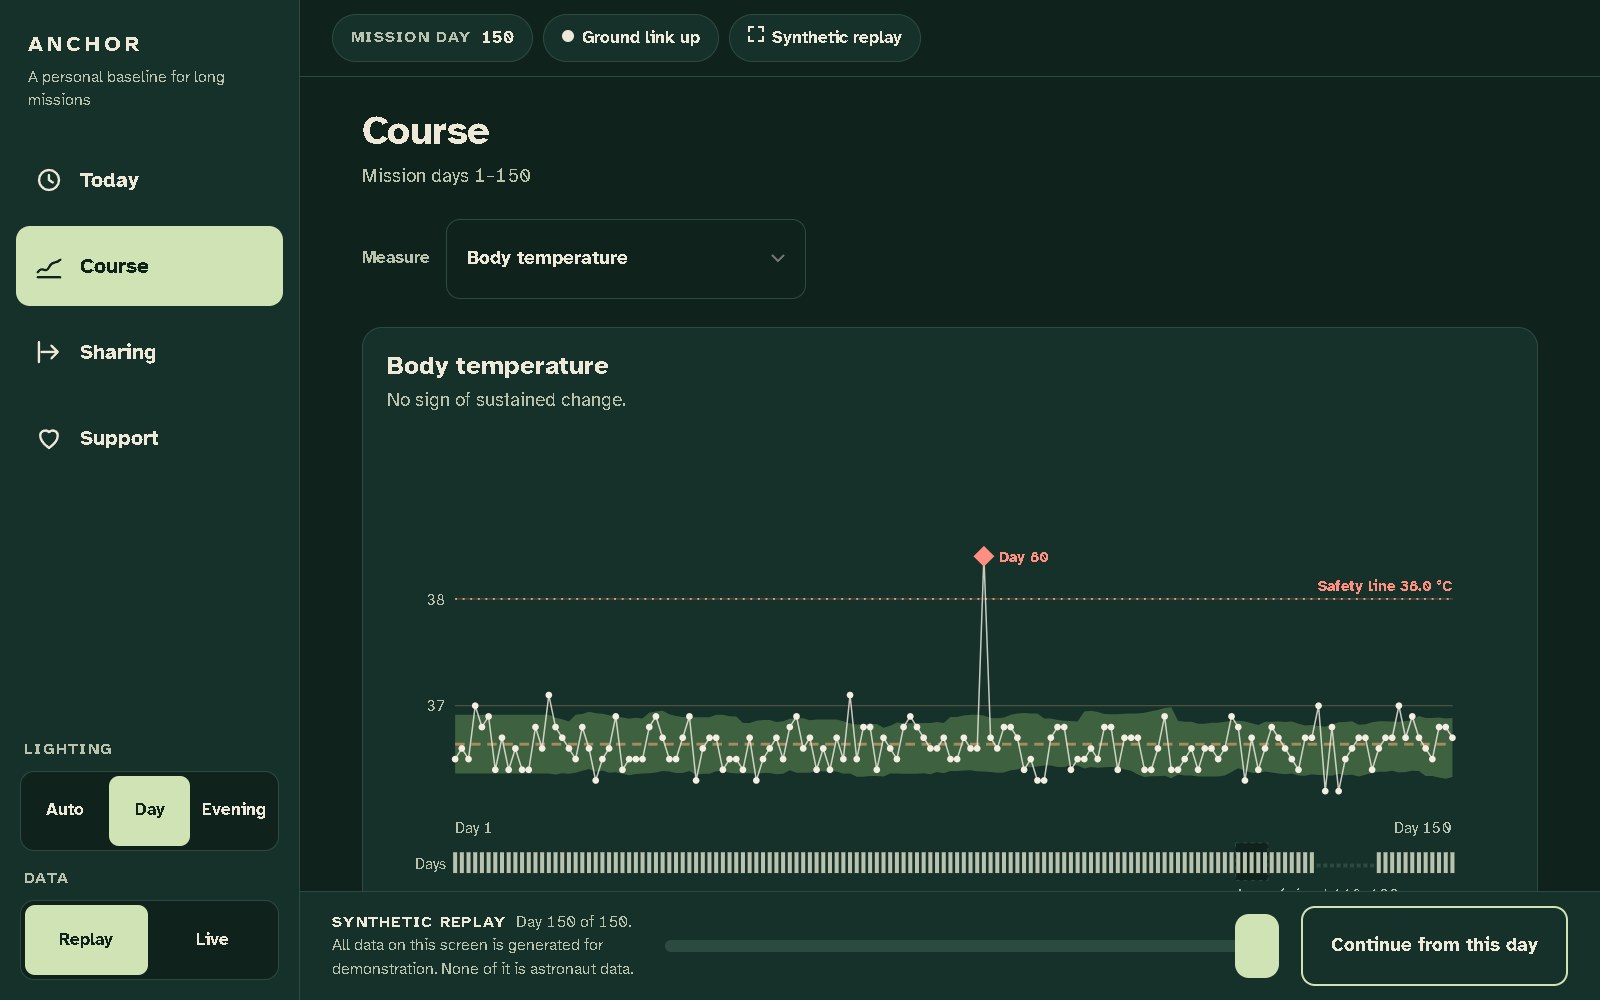 ANCHOR
A personal baseline for long
missions
Today
Course
Sharing
Support
LIGHTING
Auto
Day
Evening
DATA
Replay
Live
MISSION DAY 150
Ground link up
Synthetic replay
Course
Mission days 1–150
Measure
Body temperature
Body temperature
No sign of sustained change.
Day 80
Safety line 38.0 °C
38
37
Day 1
Day 150
Days
SYNTHETIC REPLAY Day 150 of 150.
All data on this screen is generated for
demonstration. None of it is astronaut data.
Continue from this day